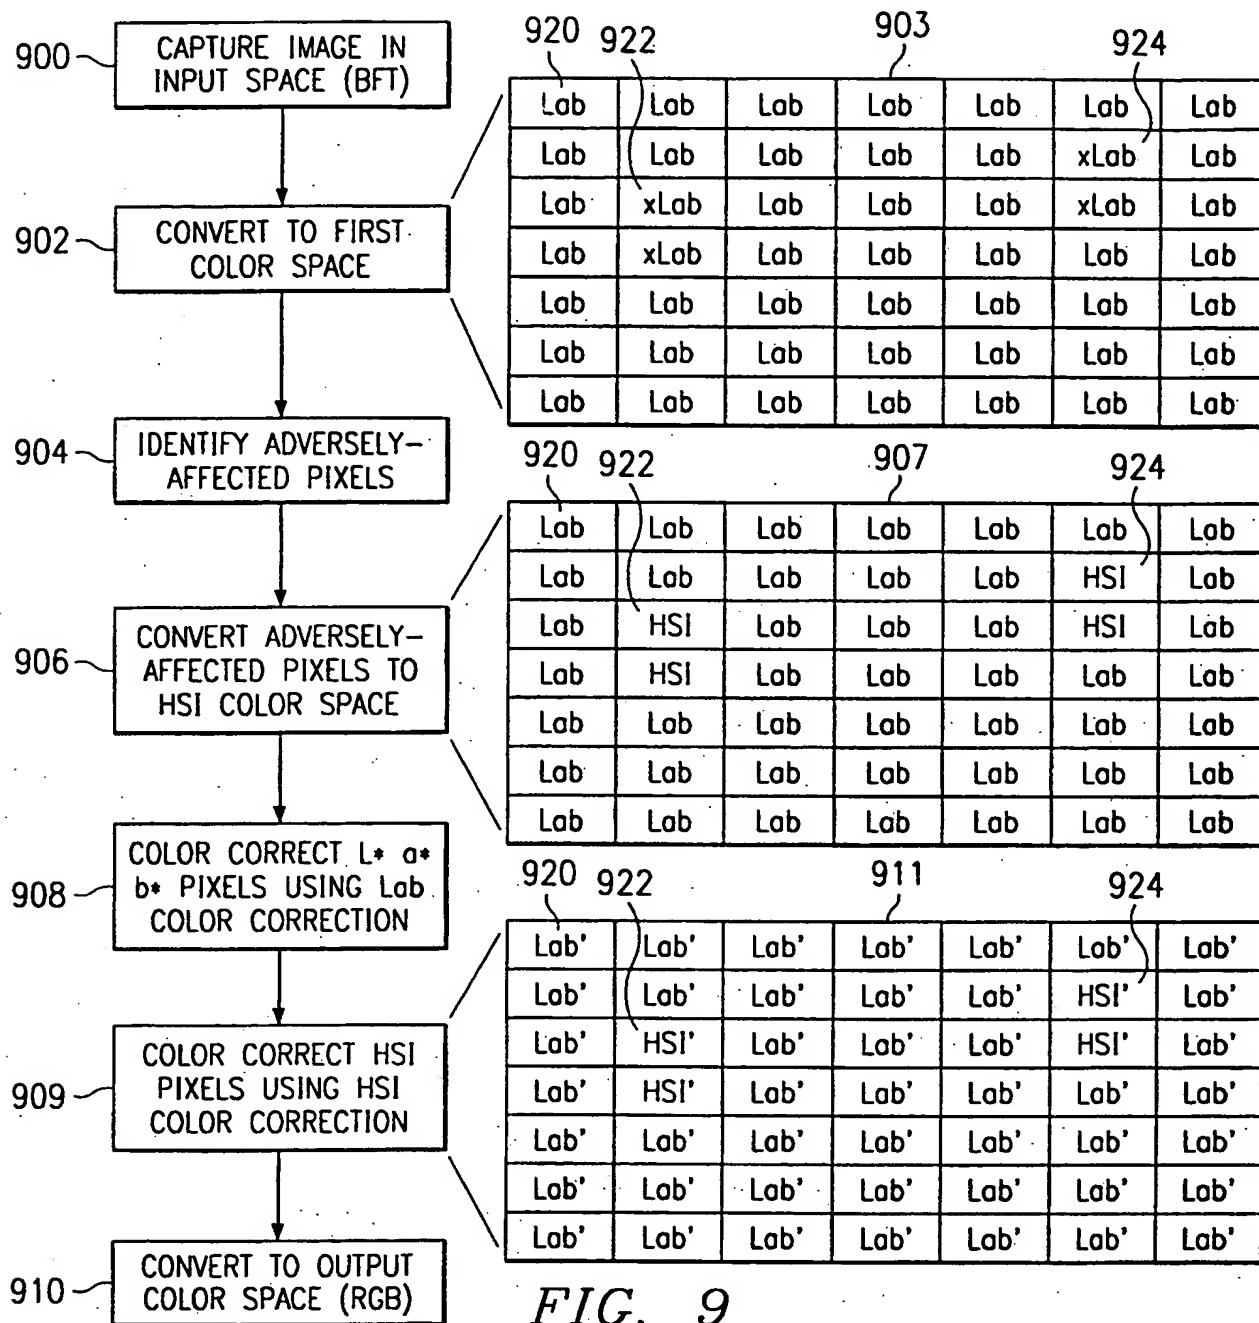 900
CAPTURE IMAGE IN
INPUT SPACE (BFT)
902
CONVERT TO FIRST
COLOR SPACE
904
IDENTIFY ADVERSELY-
AFFECTED PIXELS
906
CONVERT ADVERSELY-
AFFECTED PIXELS TO
HSI COLOR SPACE
908
COLOR CORRECT L* a*
b* PIXELS USING Lab
COLOR CORRECTION
909
COLOR CORRECT HSI
PIXELS USING HSI
COLOR CORRECTION
910
CONVERT TO OUTPUT
COLOR SPACE (RGB)
920 922 903 924
Lab Lab Lab Lab Lab Lab Lab
Lab Lab Lab Lab Lab xLab Lab
Lab xLab Lab Lab Lab xLab Lab
Lab xLab Lab Lab Lab Lab Lab
Lab Lab Lab Lab Lab Lab Lab
Lab Lab Lab Lab Lab Lab Lab
Lab Lab Lab Lab Lab Lab Lab
920 922 907 924
Lab Lab Lab Lab Lab Lab Lab
Lab Lab Lab Lab Lab HSI Lab
Lab HSI Lab Lab Lab HSI Lab
Lab HSI Lab Lab Lab Lab Lab
Lab Lab Lab Lab Lab Lab Lab
Lab Lab Lab Lab Lab Lab Lab
Lab Lab Lab Lab Lab Lab Lab
920 922 911 924
Lab' Lab' Lab' Lab' Lab' Lab' Lab'
Lab' Lab' Lab' Lab' Lab' HSI' Lab'
Lab' HSI' Lab' Lab' Lab' HSI' Lab'
Lab' HSI' Lab' Lab' Lab' Lab' Lab'
Lab' Lab' Lab' Lab' Lab' Lab' Lab'
Lab' Lab' Lab' Lab' Lab' Lab' Lab'
Lab' Lab' Lab' Lab' Lab' Lab' Lab'
FIG. 9